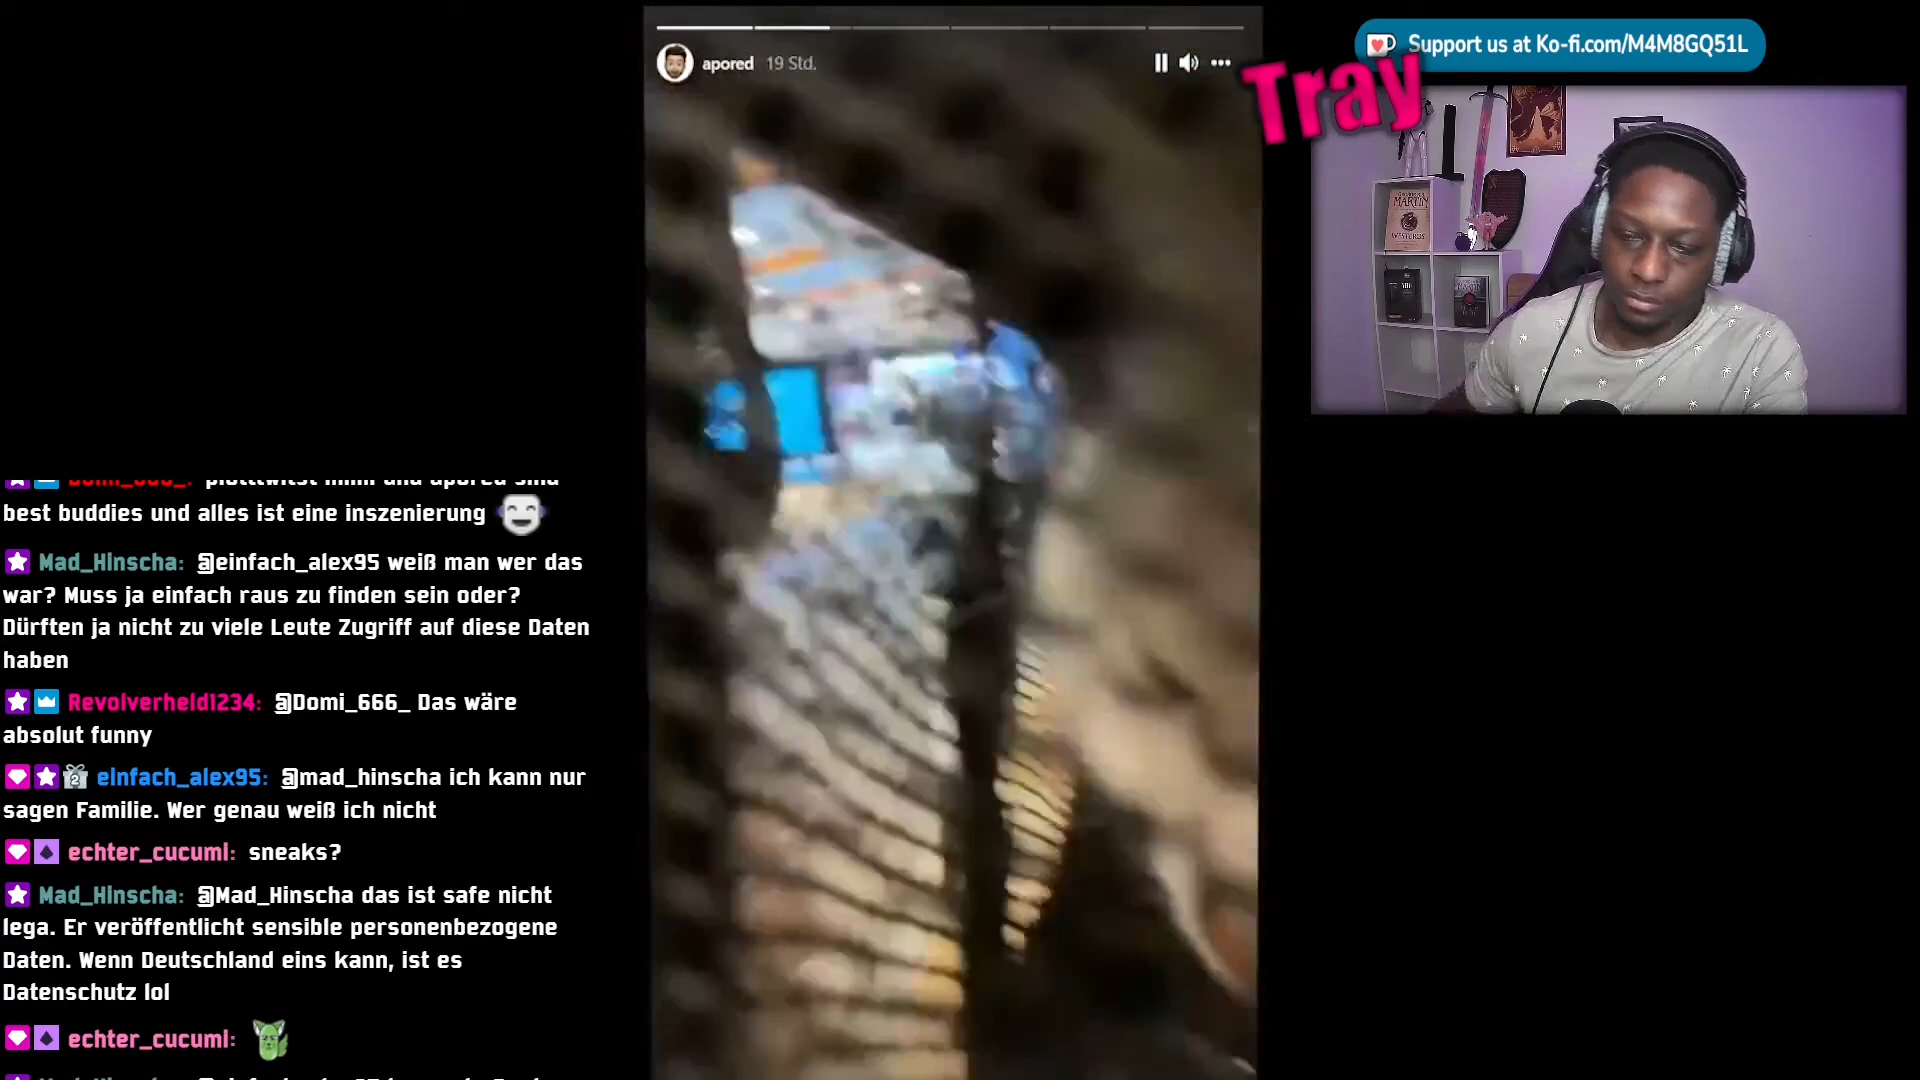 apored 19 Std.
Support us at Ko-fi.com/M4M8GQ51L
Tray
MARTIN
best buddies und alles ist eine inszenierung
Mad_Hinscha: @einfach_alex95 weiß man wer das
war? Muss ja einfach raus zu finden sein oder?
Dürften ja nicht zu viele Leute Zugriff auf diese Daten
haben
Revolverheld1234: @Domi_666_ Das wäre
absolut funny
2 einfach_alex95: @mad_hinscha ich kann nur
sagen Familie. Wer genau weiß ich nicht
echter_cucuml: sneaks?
Mad_Hinscha: @Mad_Hinscha das ist safe nicht
lega. Er veröffentlicht sensible personenbezogene
Daten. Wenn Deutschland eins kann, ist es
Datenschutz lol
echter_cucuml: